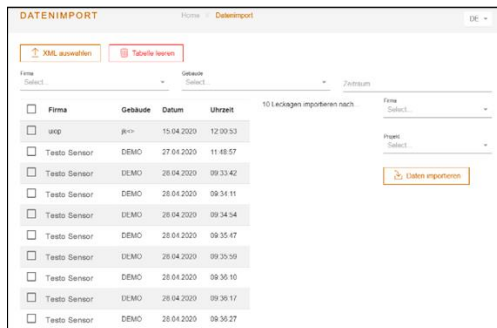 DATENIMPORT
Home > Datenimport
DE
XML auswählen
Tabelle leeren
Firma
Select...
Gebäude
Select...
Zeitraum
Firma Gebäude Datum Uhrzeit
15.04.2020 12:00:53
Testo Sensor DEMO 27.04.2020 11:48:57
Testo Sensor DEMO 28.04.2020 09:33:42
Testo Sensor DEMO 28.04.2020 09:34:11
Testo Sensor DEMO 28.04.2020 09:34:54
Testo Sensor DEMO 28.04.2020 09:35:47
Testo Sensor DEMO 28.04.2020 09:35:59
Testo Sensor DEMO 28.04.2020 09:36:10
Testo Sensor DEMO 28.04.2020 09:36:17
Testo Sensor DEMO 28.04.2020 09:36:27
10 Leckagen importieren nach...
Firma
Select...
Projekt
Select...
Daten importieren